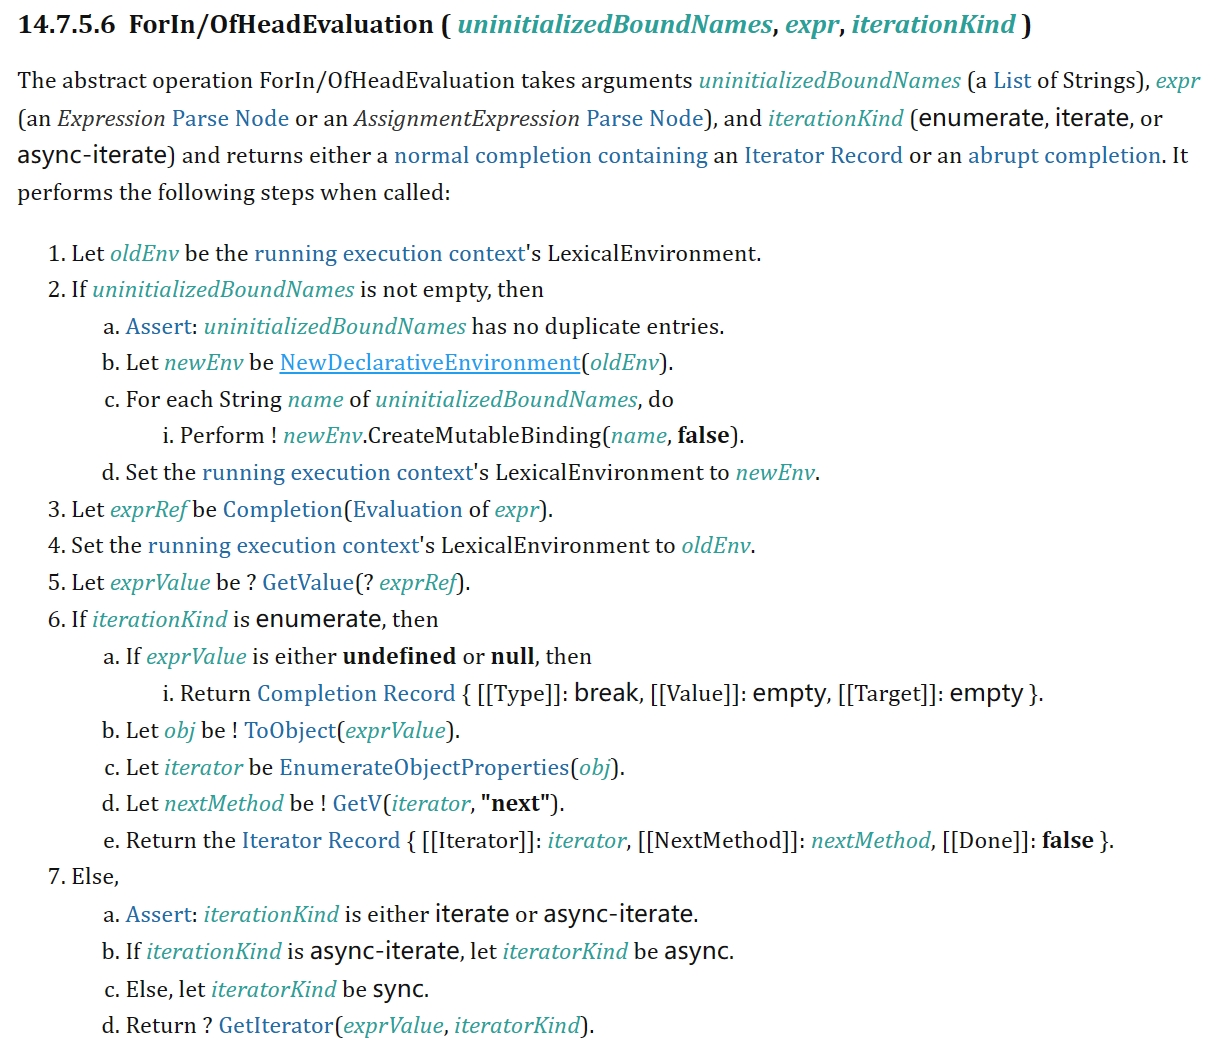 14.7.5.6 ForIn/OfHeadEvaluation ( uninitializedBoundNames, expr, iterationKind )
The abstract operation ForIn/OfHeadEvaluation takes arguments uninitializedBoundNames (a List of Strings), expr
(an Expression Parse Node or an AssignmentExpression Parse Node), and iterationKind (enumerate, iterate, or
async-iterate) and returns either a normal completion containing an Iterator Record or an abrupt completion. It
performs the following steps when called:
1. Let oldEnv be the running execution context's LexicalEnvironment.
2. If uninitializedBoundNames is not empty, then
a. Assert: uninitializedBoundNames has no duplicate entries.
b. Let newEnv be NewDeclarativeEnvironment(oldEnv).
c. For each String name of uninitializedBoundNames, do
i. Perform ! newEnv.CreateMutableBinding(name, false).
d. Set the running execution context's LexicalEnvironment to newEnv.
3. Let exprRef be Completion(Evaluation of expr).
4. Set the running execution context's LexicalEnvironment to oldEnv.
5. Let exprValue be ? GetValue(? exprRef).
6. If iterationKind is enumerate, then
a. If exprValue is either undefined or null, then
i. Return Completion Record { [[Type]]: break, [[Value]]: empty, [[Target]]: empty }.
b. Let obj be ! ToObject(exprValue).
c. Let iterator be EnumerateObjectProperties(obj).
d. Let nextMethod be ! GetV(iterator, "next").
e. Return the Iterator Record { [[Iterator]]: iterator, [[NextMethod]]: nextMethod, [[Done]]: false }.
7. Else,
a. Assert: iterationKind is either iterate or async-iterate.
b. If iterationKind is async-iterate, let iteratorKind be async.
c. Else, let iteratorKind be sync.
d. Return ? GetIterator(exprValue, iteratorKind).